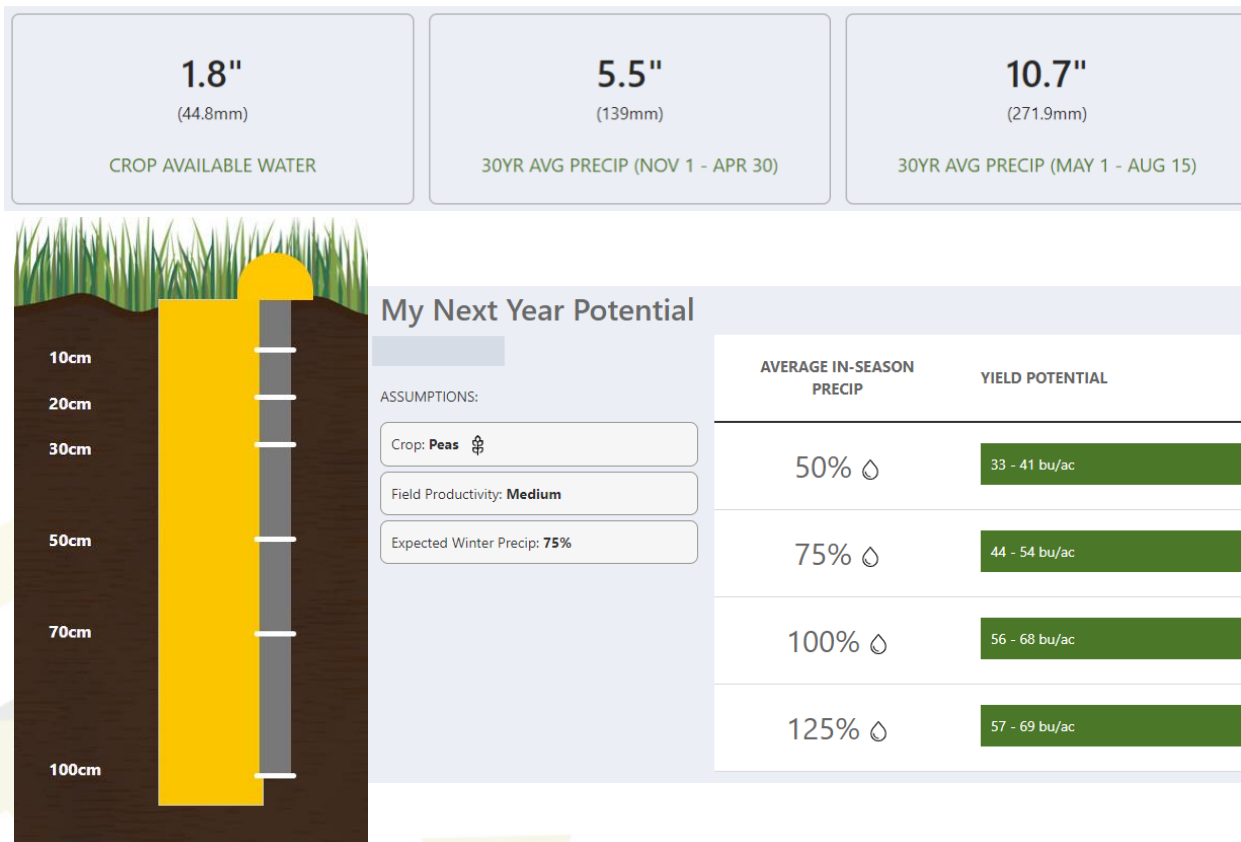 1.8"
(44.8mm)
CROP AVAILABLE WATER
5.5"
(139mm)
30YR AVG PRECIP (NOV 1 - APR 30)
10.7"
(271.9mm)
30YR AVG PRECIP (MAY 1 - AUG 15)
10cm
20cm
30cm
50cm
70cm
100cm
My Next Year Potential
ASSUMPTIONS:
Crop: Peas
Field Productivity: Medium
Expected Winter Precip: 75%
AVERAGE IN-SEASON
PRECIP
YIELD POTENTIAL
50%
33 - 41 bu/ac
75%
44 - 54 bu/ac
100%
56 - 68 bu/ac
125%
57 - 69 bu/ac